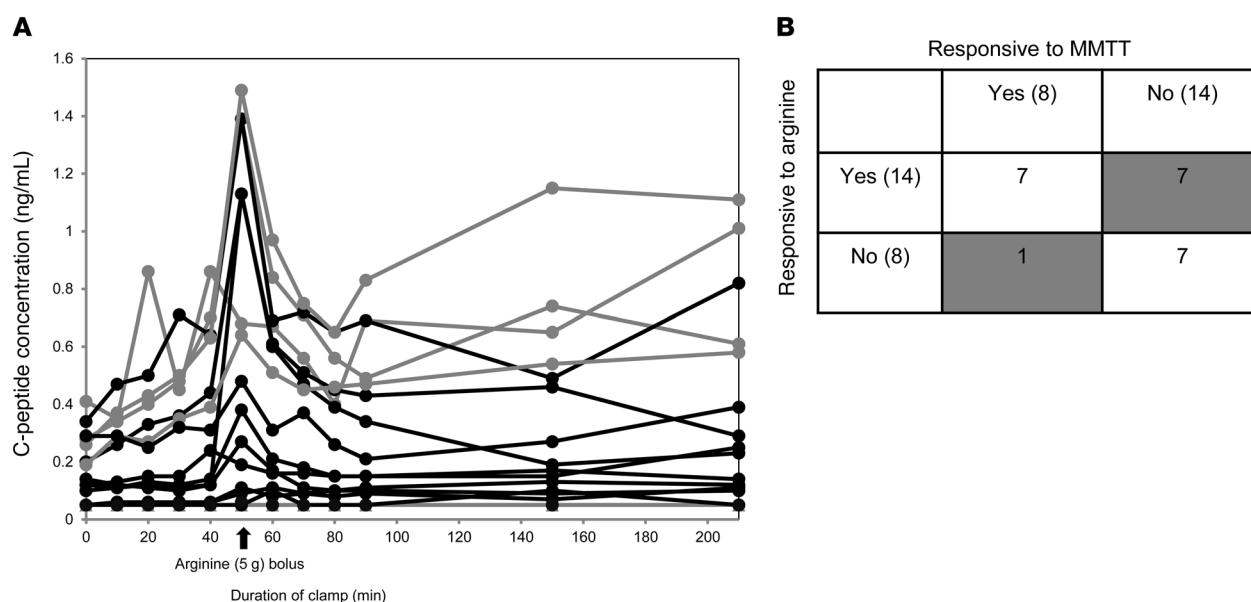 A
C-peptide concentration (ng/mL)
1.6
1.4
1.2
1
0.8
0.6
0.4
0.2
0
0 20 40 60 80 100 120 140 160 180 200
Arginine (5 g) bolus
Duration of clamp (min)
B
Responsive to MMTT
Responsive to arginine
Yes (8) No (14)
Yes (14) 7 7
No (8) 1 7